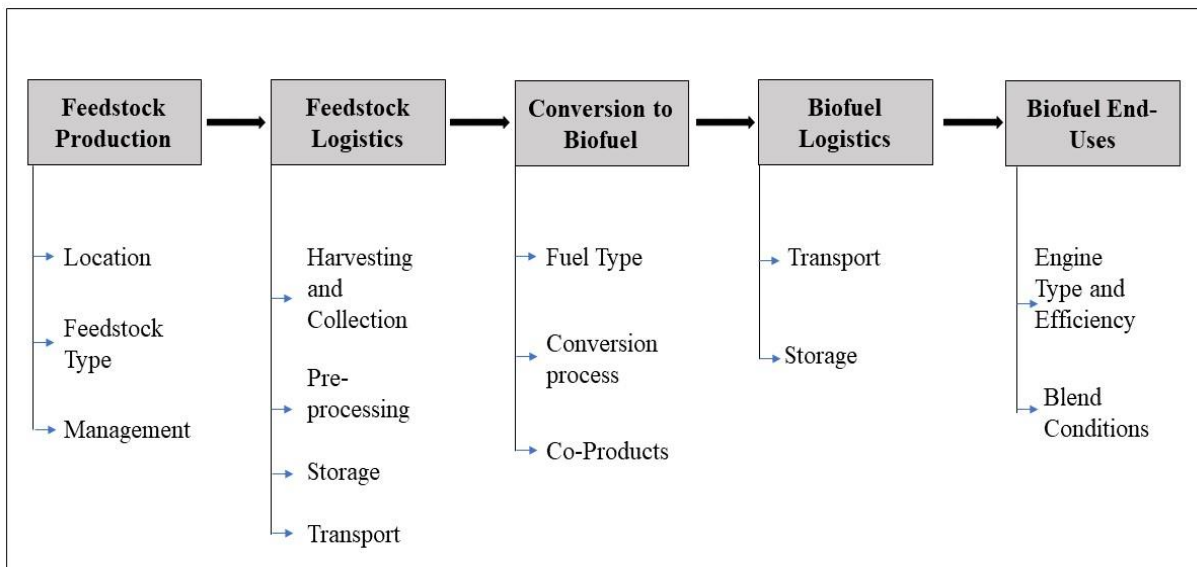 Feedstock
Production
Feedstock
Logistics
Conversion to
Biofuel
Biofuel
Logistics
Biofuel End-
Uses
Location
Feedstock
Type
Management
Harvesting
and
Collection
Pre-
processing
Storage
Transport
Fuel Type
Conversion
process
Co-Products
Transport
Storage
Engine
Type and
Efficiency
Blend
Conditions